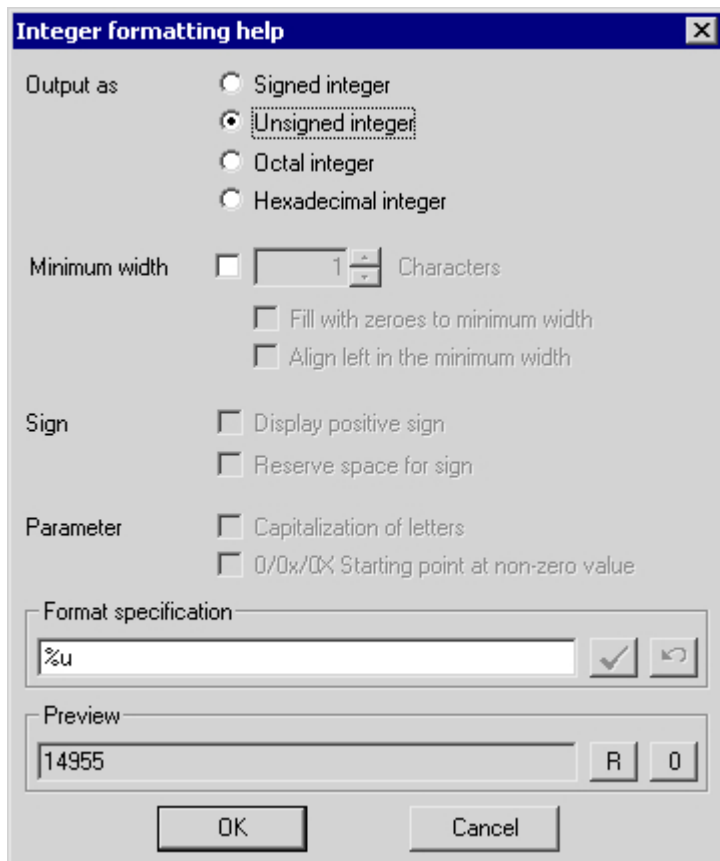 Integer formatting help
Output as
Signed integer
Unsigned integer
Octal integer
Hexadecimal integer
Minimum width 1 Characters
Fill with zeroes to minimum width
Align left in the minimum width
Sign
Display positive sign
Reserve space for sign
Parameter
Capitalization of letters
0/0x/0X Starting point at non-zero value
Format specification
%u
Preview
14955 R 0
OK Cancel